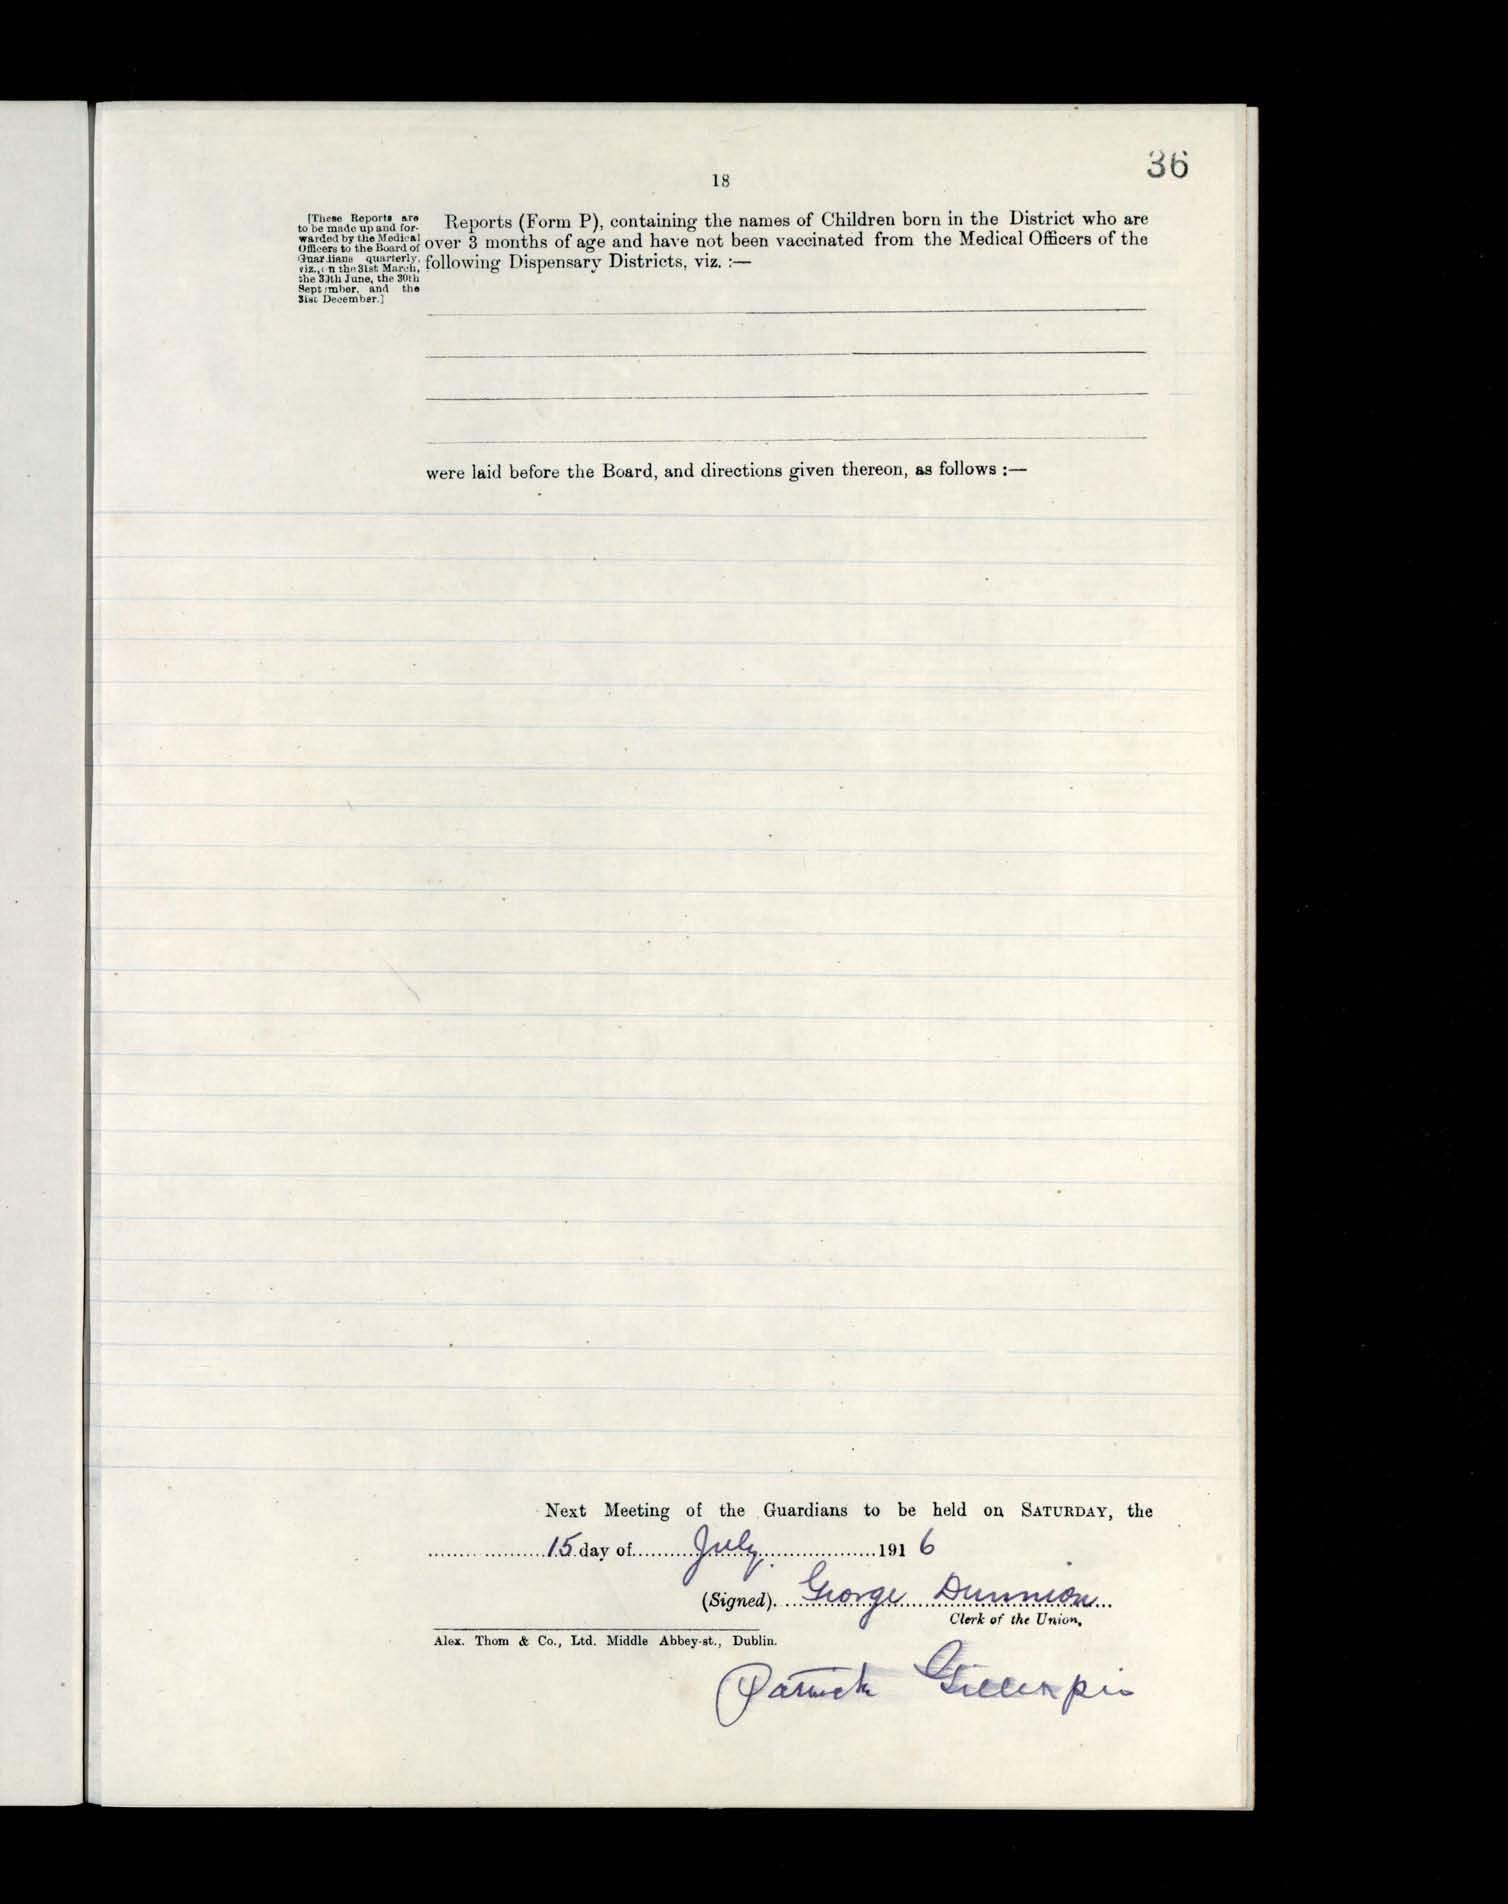 36
18
[These Reports are
to be made up and for-
warded by the Medical
Officers to the Board of
Guardians quarterly,
viz., on the 31st March,
the 30th June, the 30th
September, and the
31st December.]
Reports (Form P), containing the names of Children born in the District who are
over 3 months of age and have not been vaccinated from the Medical Officers of the
following Dispensary Districts, viz. :—
were laid before the Board, and directions given thereon, as follows :—
Next Meeting of the Guardians to be held on SATURDAY, the
15 day of July 1916
(Signed) George Dunnion
Clerk of the Union.
Alex. Thom & Co., Ltd. Middle Abbey-st., Dublin.
Patrick Gillespie